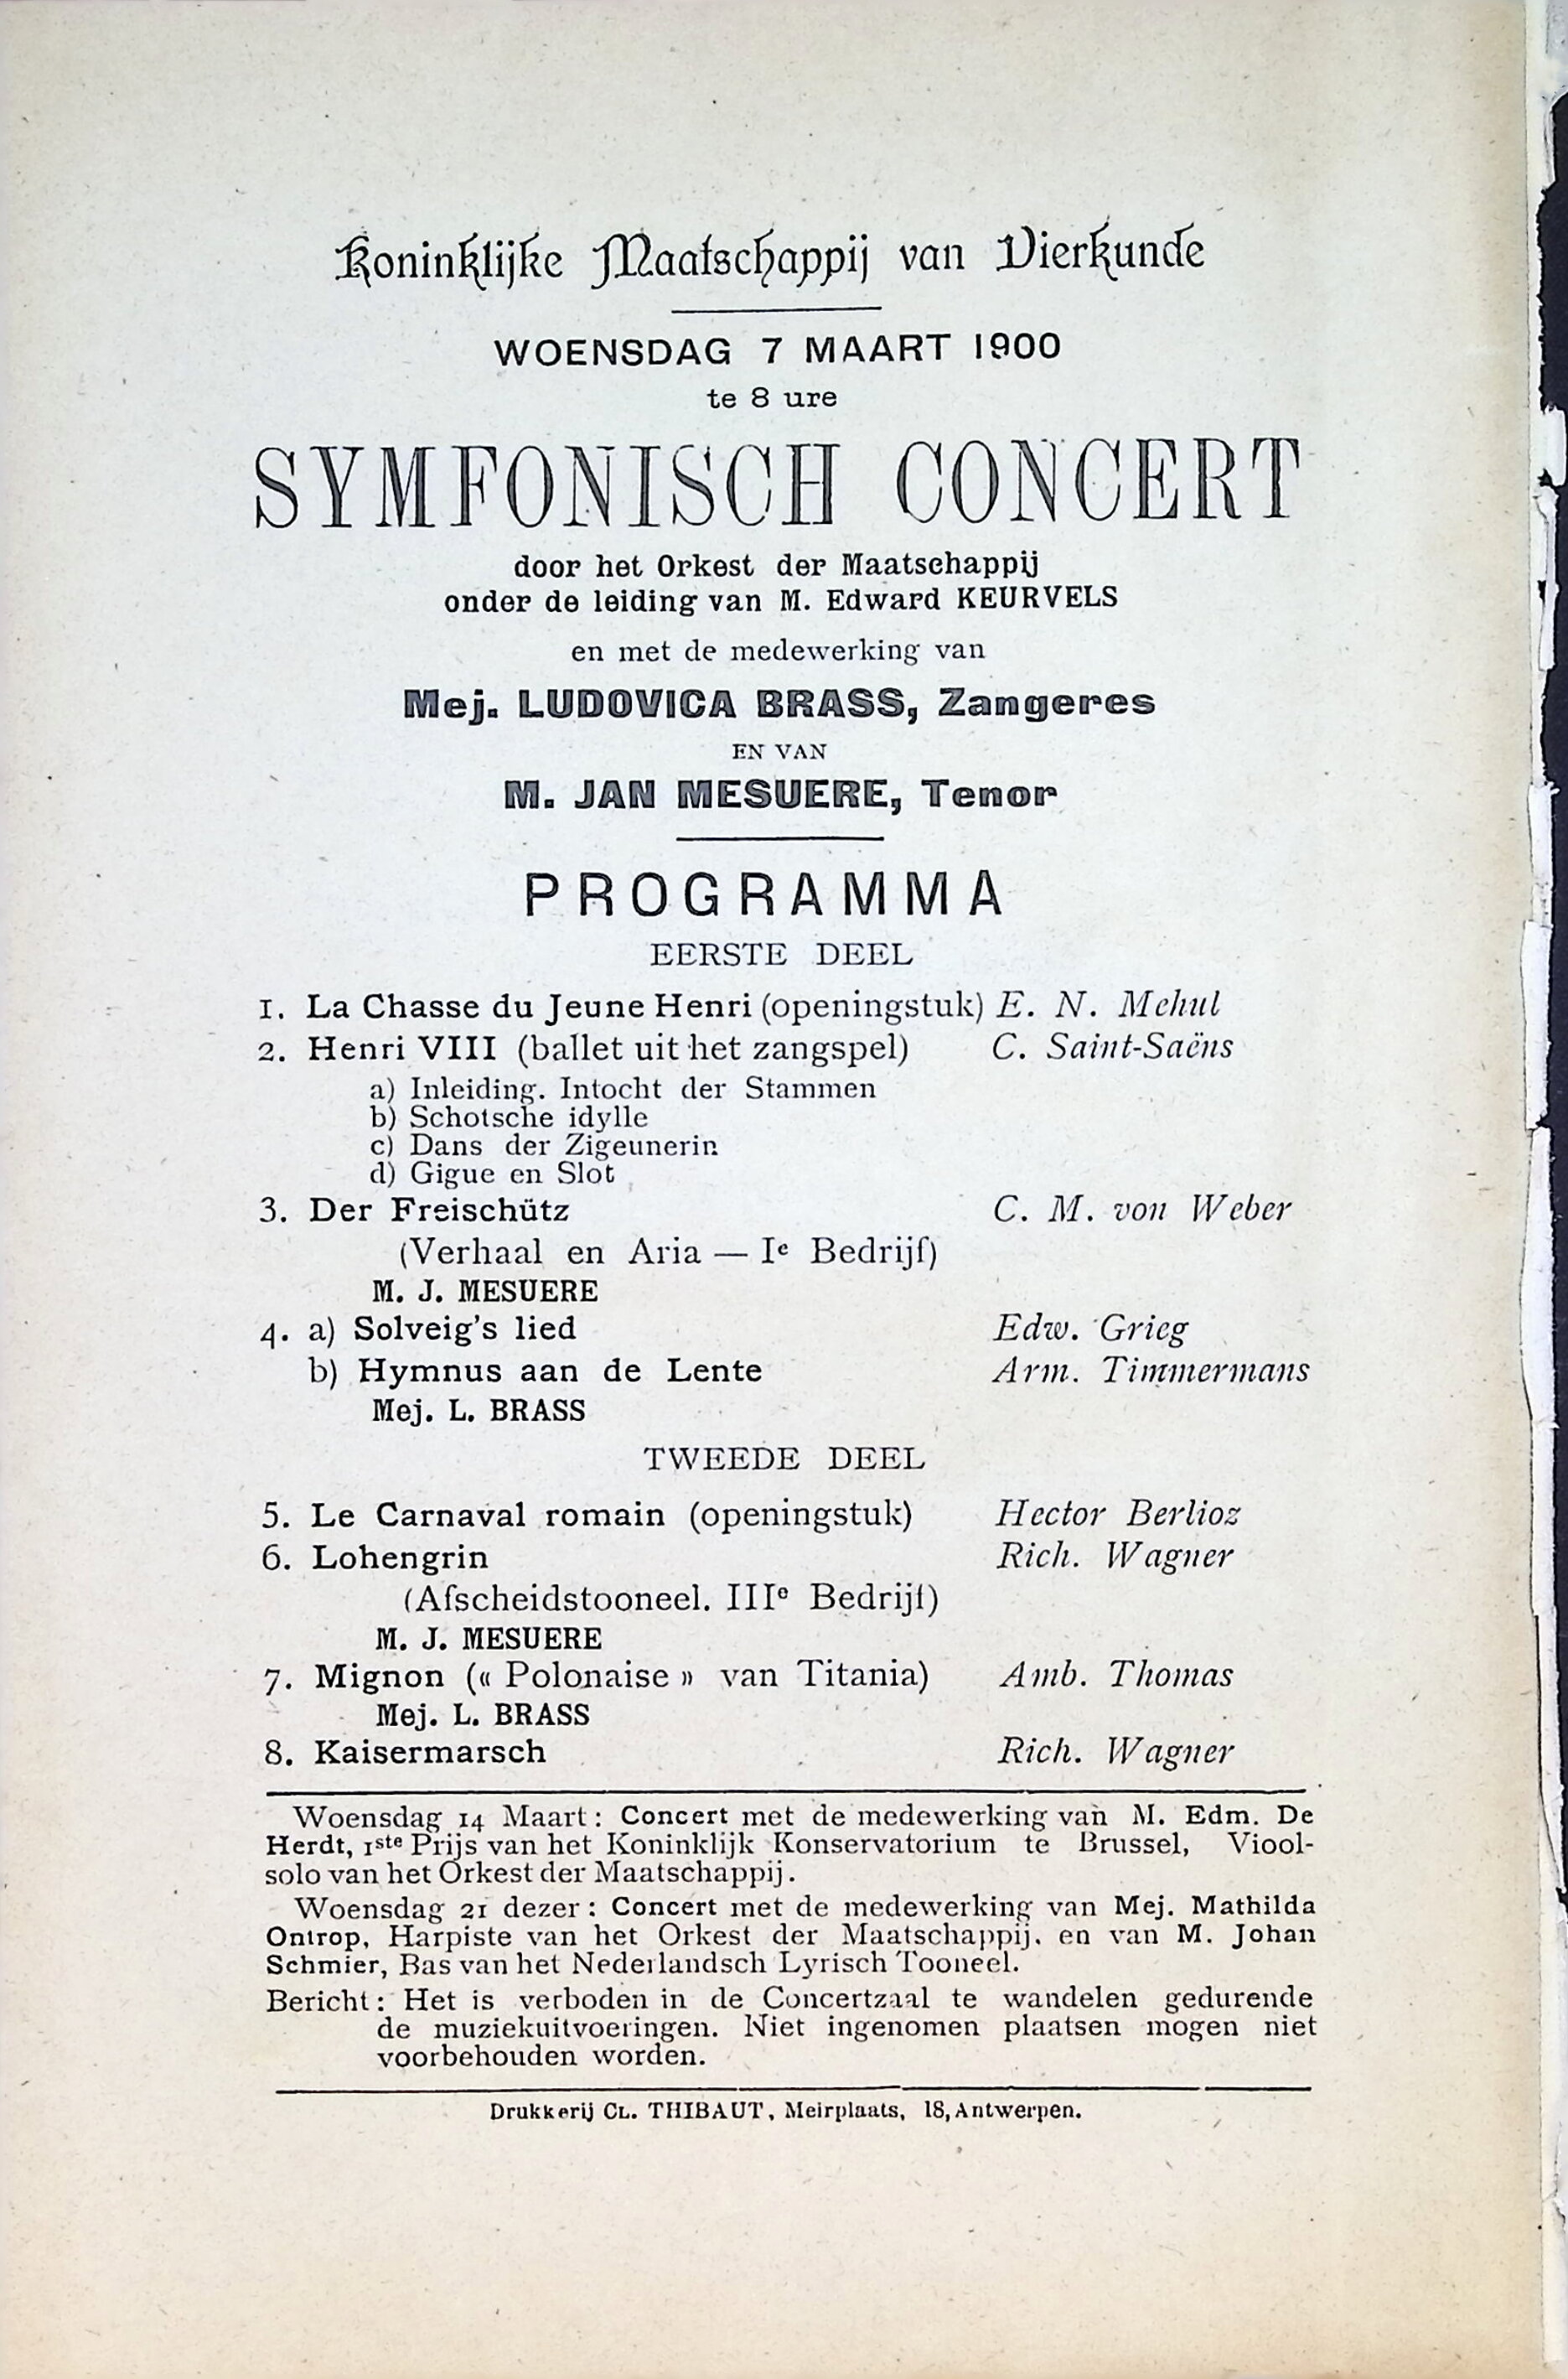 Koninklijke Maatschappij van Dierkunde
WOENSDAG 7 MAART 1900
te 8 ure
SYMFONISCH CONCERT
door het Orkest der Maatschappij
onder de leiding van M. Edward KEURVELS
en met de medewerking van
Mej. LUDOVICA BRASS, Zangeres
EN VAN
M. JAN MESUERE, Tenor
PROGRAMMA
EERSTE DEEL
1. La Chasse du Jeune Henri (openingstuk) E. N. Mehul
2. Henri VIII (ballet uit het zangspel) C. Saint-Saëns
a) Inleiding. Intocht der Stammen
b) Schotsche idylle
c) Dans der Zigeunerin
d) Gigue en Slot
3. Der Freischütz C. M. von Weber
(Verhaal en Aria — Ie Bedrijf)
M. J. MESUERE
4. a) Solveig's lied Edw. Grieg
b) Hymnus aan de Lente Arm. Timmermans
Mej. L. BRASS
TWEEDE DEEL
5. Le Carnaval romain (openingstuk) Hector Berlioz
6. Lohengrin Rich. Wagner
(Afscheidstooneel. IIIe Bedrijf)
M. J. MESUERE
7. Mignon (« Polonaise » van Titania) Amb. Thomas
Mej. L. BRASS
8. Kaisermarsch Rich. Wagner
Woensdag 14 Maart : Concert met de medewerking van M. Edm. De
Herdt, 1ste Prijs van het Koninklijk Konservatorium te Brussel, Viool-
solo van het Orkest der Maatschappij.
Woensdag 21 dezer : Concert met de medewerking van Mej. Mathilda
Ontrop, Harpiste van het Orkest der Maatschappij, en van M. Johan
Schmier, Bas van het Nederlandsch Lyrisch Tooneel.
Bericht : Het is verboden in de Concertzaal te wandelen gedurende
de muziekuitvoeringen. Niet ingenomen plaatsen mogen niet
voorbehouden worden.
Drukkerij CL. THIBAUT, Meirplaats, 18, Antwerpen.